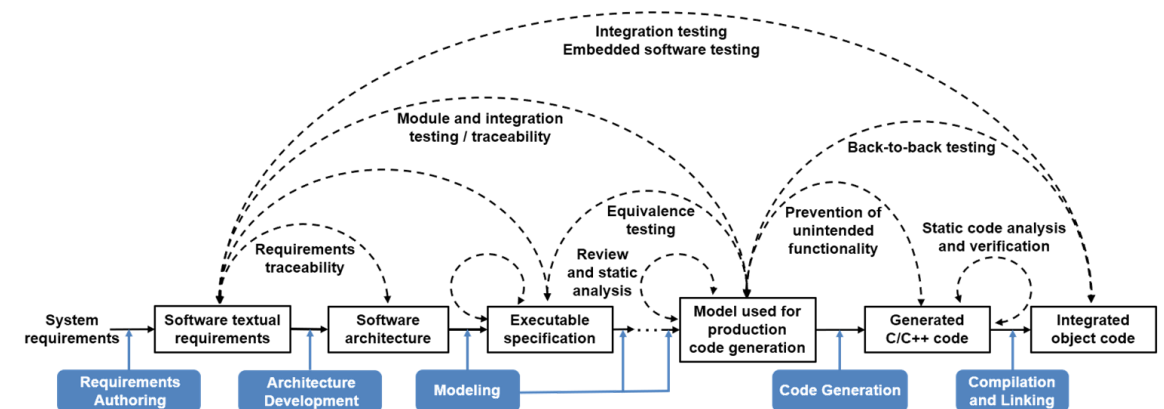 Integration testing
Embedded software testing
Module and integration
testing / traceability
Back-to-back testing
Equivalence
testing
Prevention of
unintended
functionality
Static code analysis
and verification
Requirements
traceability
Review
and static
analysis
System
requirements
Software textual
requirements
Software
architecture
Executable
specification
Model used for
production
code generation
Generated
C/C++ code
Integrated
object code
Requirements
Authoring
Architecture
Development
Modeling
Code Generation
Compilation
and Linking